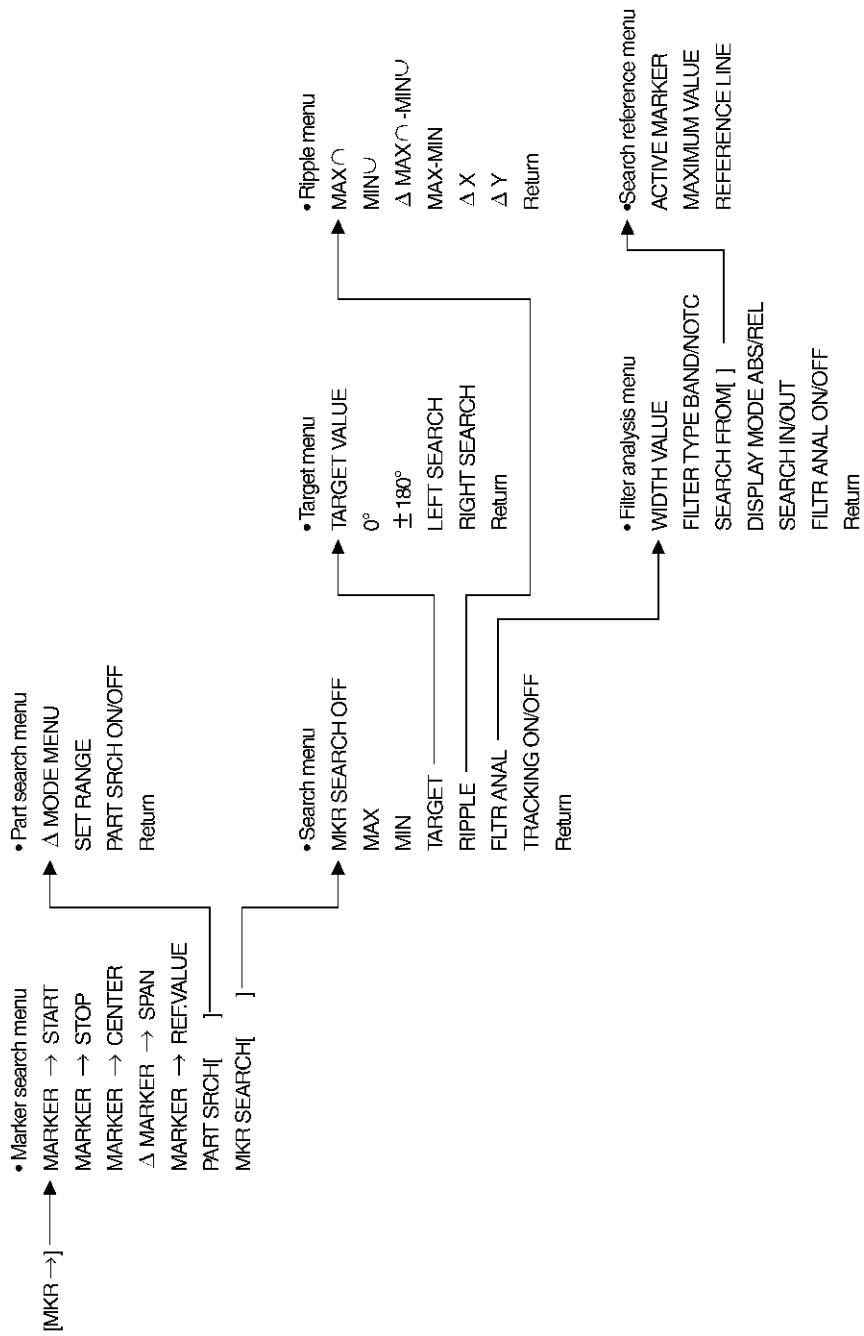 [MKR →]
• Marker search menu
MARKER → START
MARKER → STOP
MARKER → CENTER
Δ MARKER → SPAN
MARKER → REF.VALUE
PART SRCH[ ]
MKR SEARCH[ ]
• Part search menu
Δ MODE MENU
SET RANGE
PART SRCH ON/OFF
Return
• Search menu
MKR SEARCH OFF
MAX
MIN
TARGET
RIPPLE
FLTR ANAL
TRACKING ON/OFF
Return
• Target menu
TARGET VALUE
0°
±180°
LEFT SEARCH
RIGHT SEARCH
Return
• Ripple menu
MAX∩
MIN∪
Δ MAX∩-MIN∪
MAX-MIN
Δ X
Δ Y
Return
• Filter analysis menu
WIDTH VALUE
FILTER TYPE BAND/NOTC
SEARCH FROM[ ]
DISPLAY MODE ABS/REL
SEARCH IN/OUT
FILTR ANAL ON/OFF
Return
•Search reference menu
ACTIVE MARKER
MAXIMUM VALUE
REFERENCE LINE